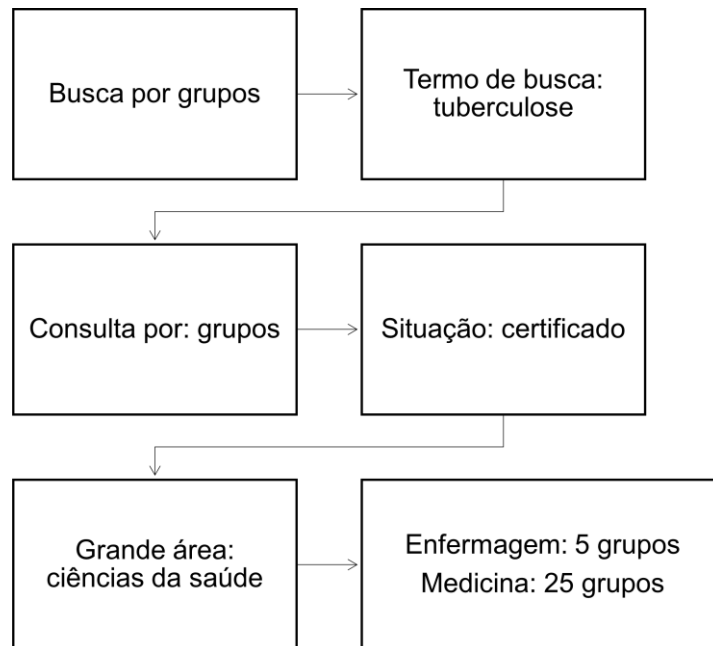 Busca por grupos
Termo de busca:
tuberculose
Consulta por: grupos
Situação: certificado
Grande área:
ciências da saúde
Enfermagem: 5 grupos
Medicina: 25 grupos